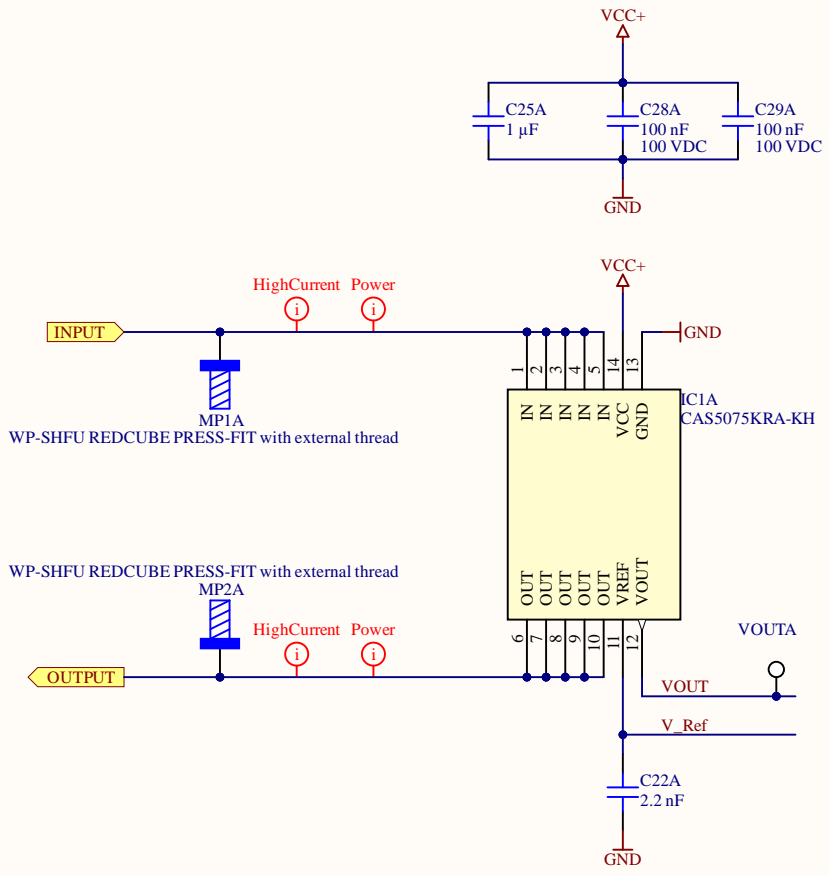 VCC+
C25A
1 µF
C28A
100 nF
100 VDC
C29A
100 nF
100 VDC
GND
VCC+
HighCurrent
Power
i
i
INPUT
GND
1
2
3
4
5
14
13
MP1A
WP-SHFU REDCUBE PRESS-FIT with external thread
IC1A
CAS5075KRA-KH
IN
IN
IN
IN
IN
VCC
GND
WP-SHFU REDCUBE PRESS-FIT with external thread
MP2A
OUT
OUT
OUT
OUT
OUT
VREF
VOUT
HighCurrent
Power
i
i
OUTPUT
6
7
8
9
10
11
12
VOUTA
VOUT
V_Ref
C22A
2.2 nF
GND